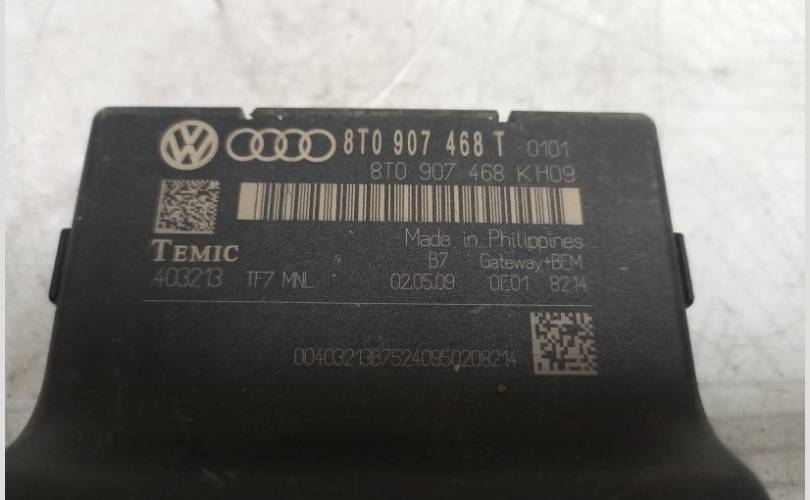 8T0 907 468 T 0101
8T0 907 468 K H09
Made in Philippines
TEMIC B7 Gateway+BEM
403213 TF7 MNL 02.05.09 0E01 8214
00403213B75240950208214